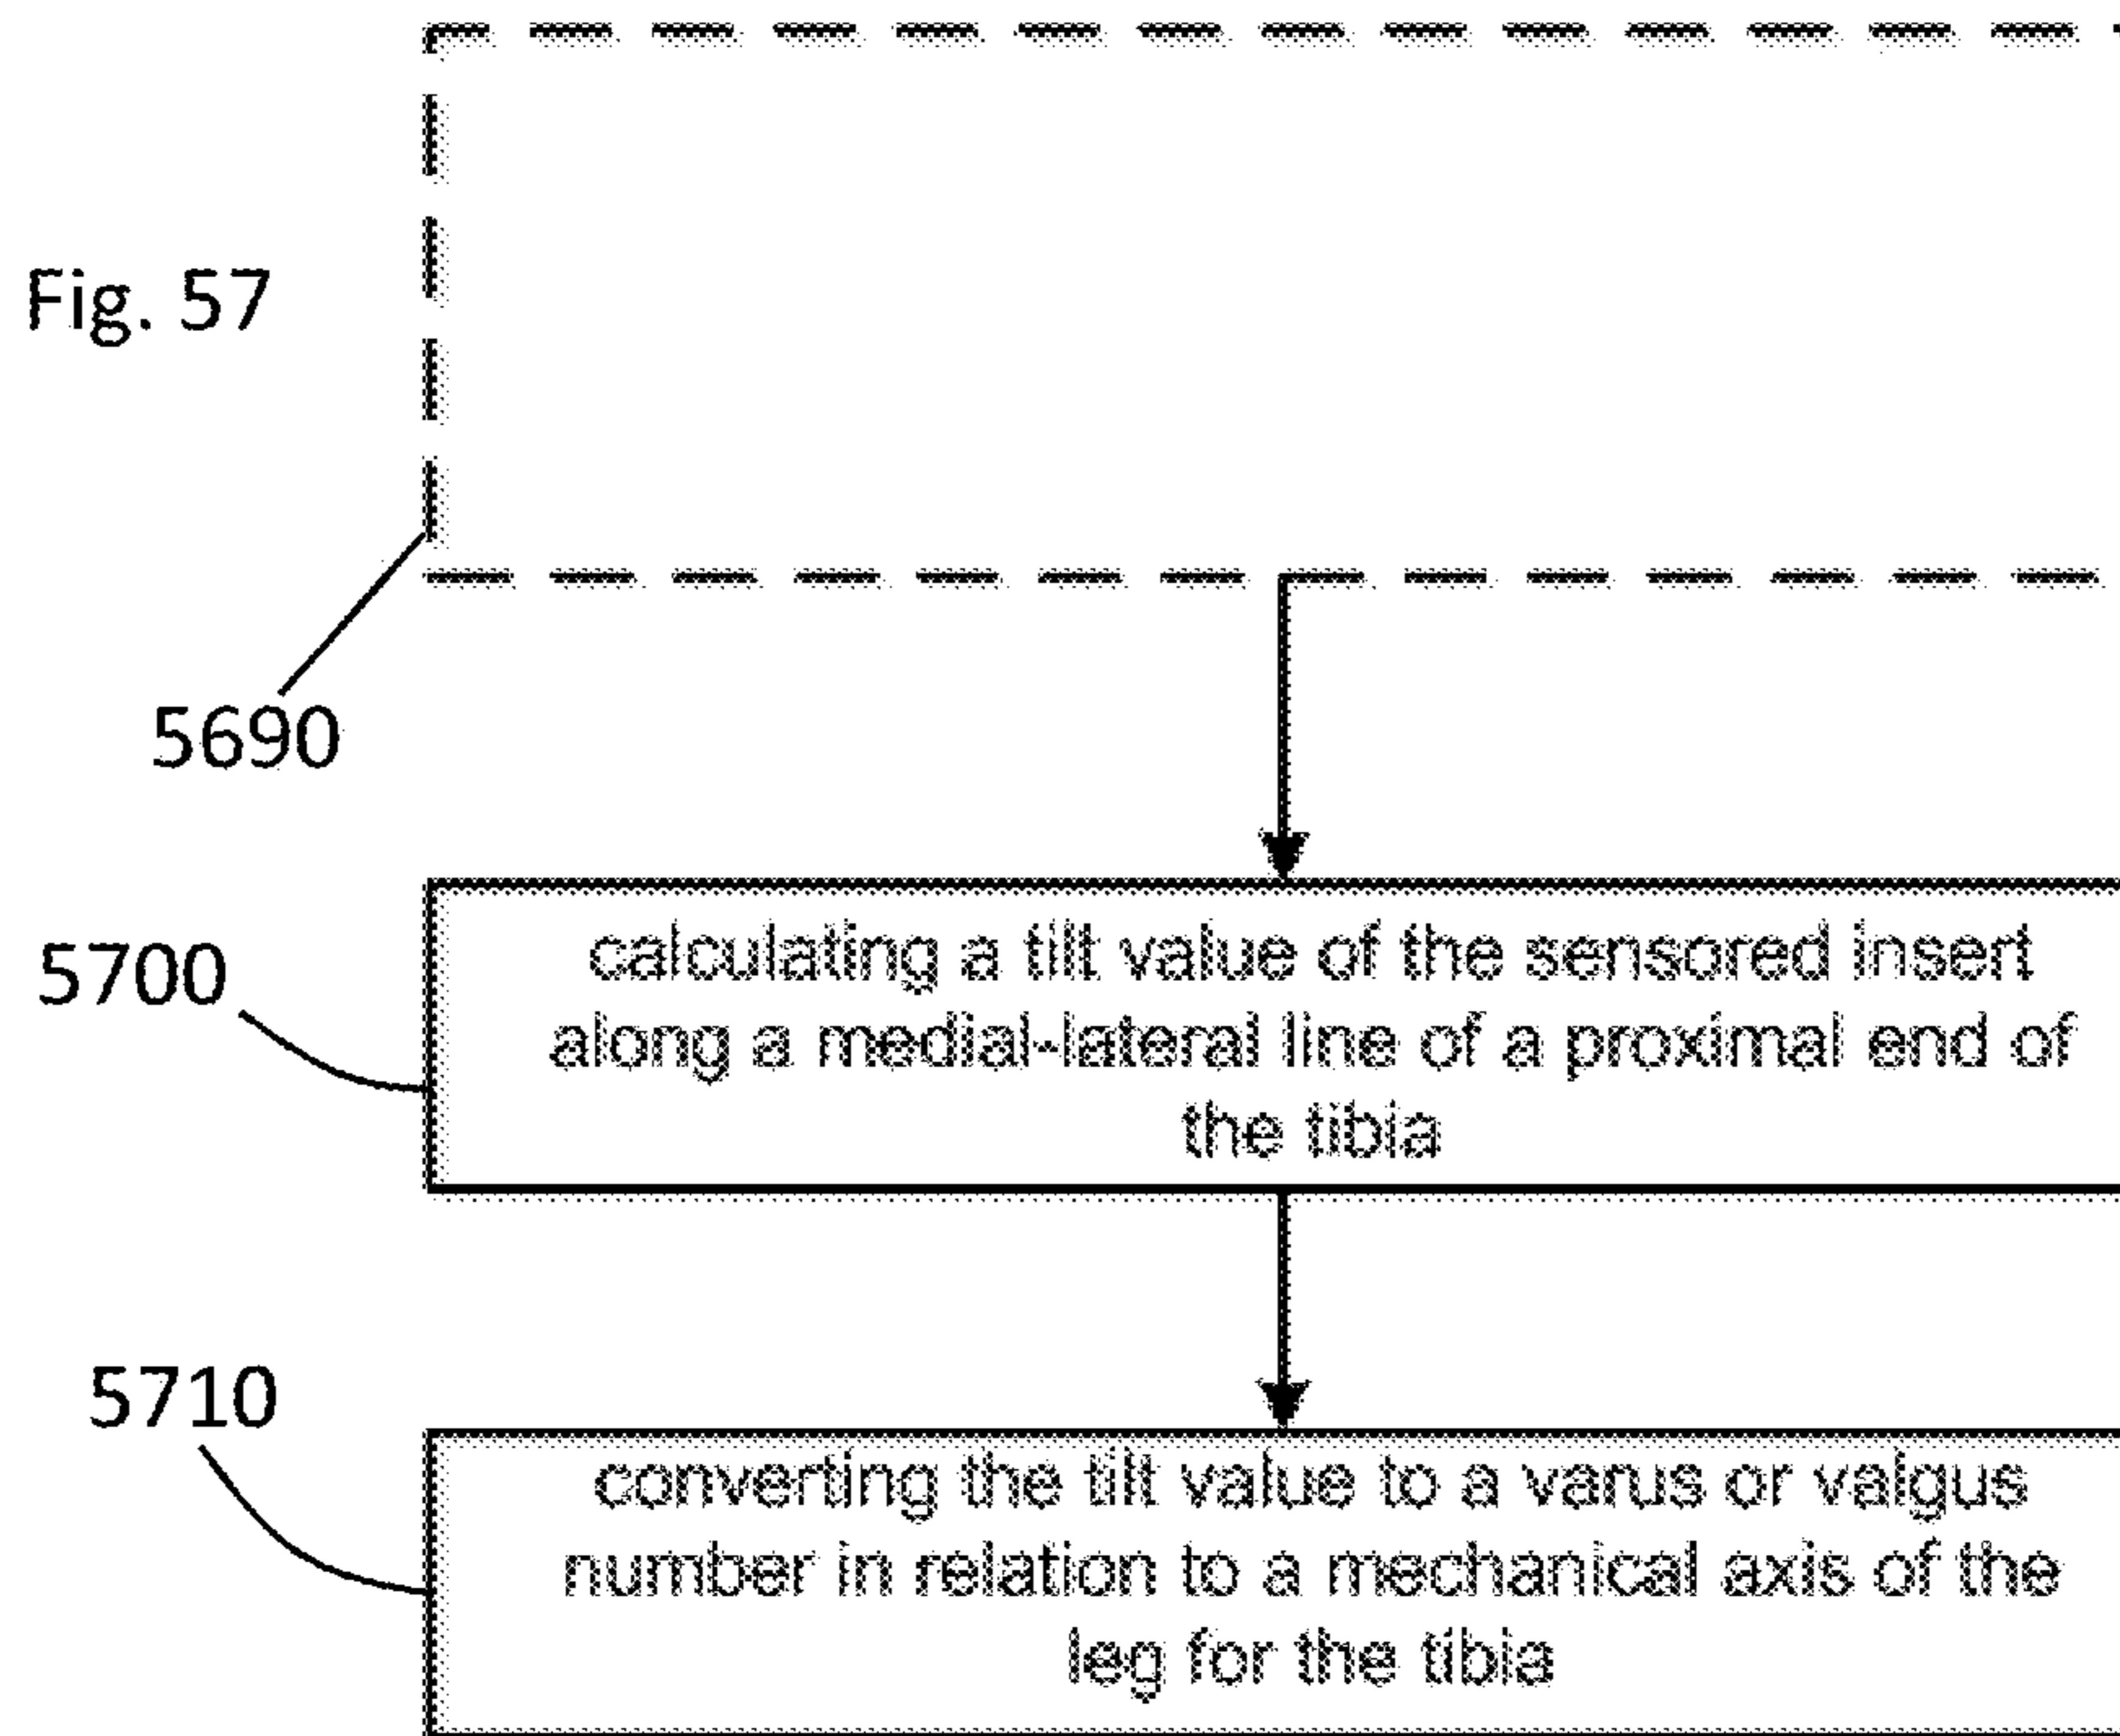 Fig. 57
5690
5700
calculating a tilt value of the sensored insert
along a medial-lateral line of a proximal end of
the tibia
5710
converting the tilt value to a varus or valgus
number in relation to a mechanical axis of the
leg for the tibia